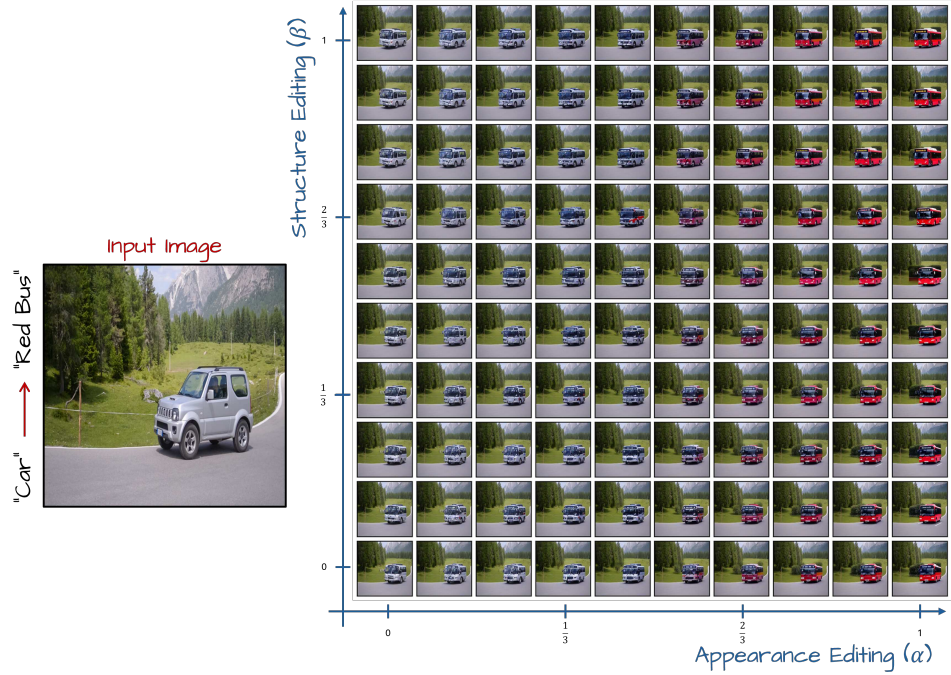 Structure Editing (β)
1
2/3
1/3
0
Input Image
"Car" → "Red Bus"
0
1/3
2/3
1
Appearance Editing (α)